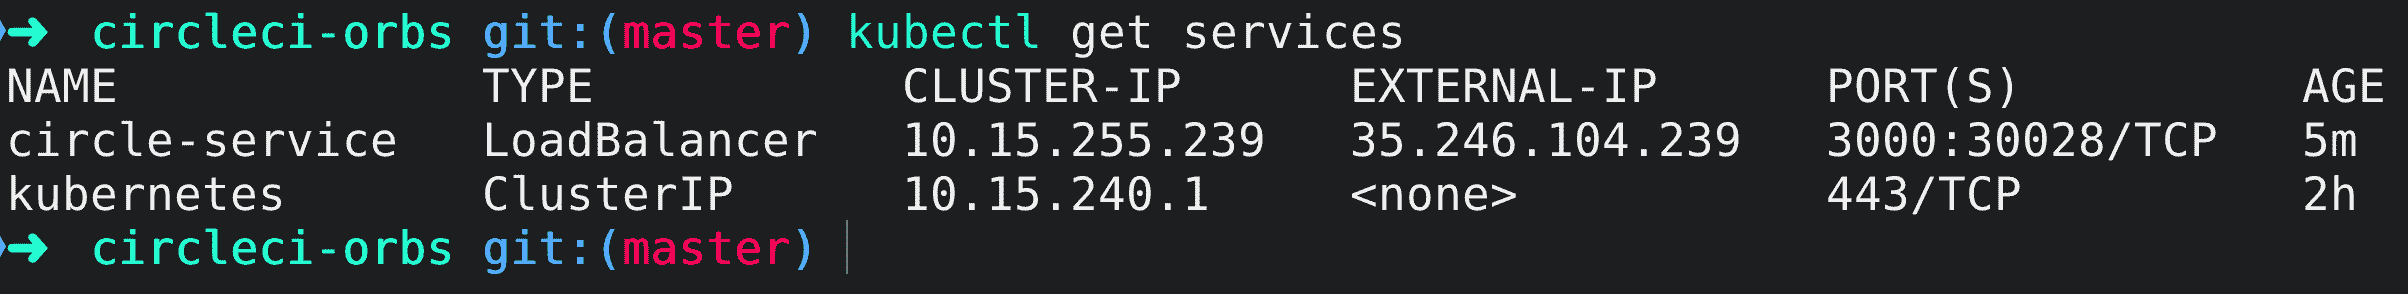 ➜ circleci-orbs git:(master) kubectl get services
NAME TYPE CLUSTER-IP EXTERNAL-IP PORT(S) AGE
circle-service LoadBalancer 10.15.255.239 35.246.104.239 3000:30028/TCP 5m
kubernetes ClusterIP 10.15.240.1 <none> 443/TCP 2h
➜ circleci-orbs git:(master)